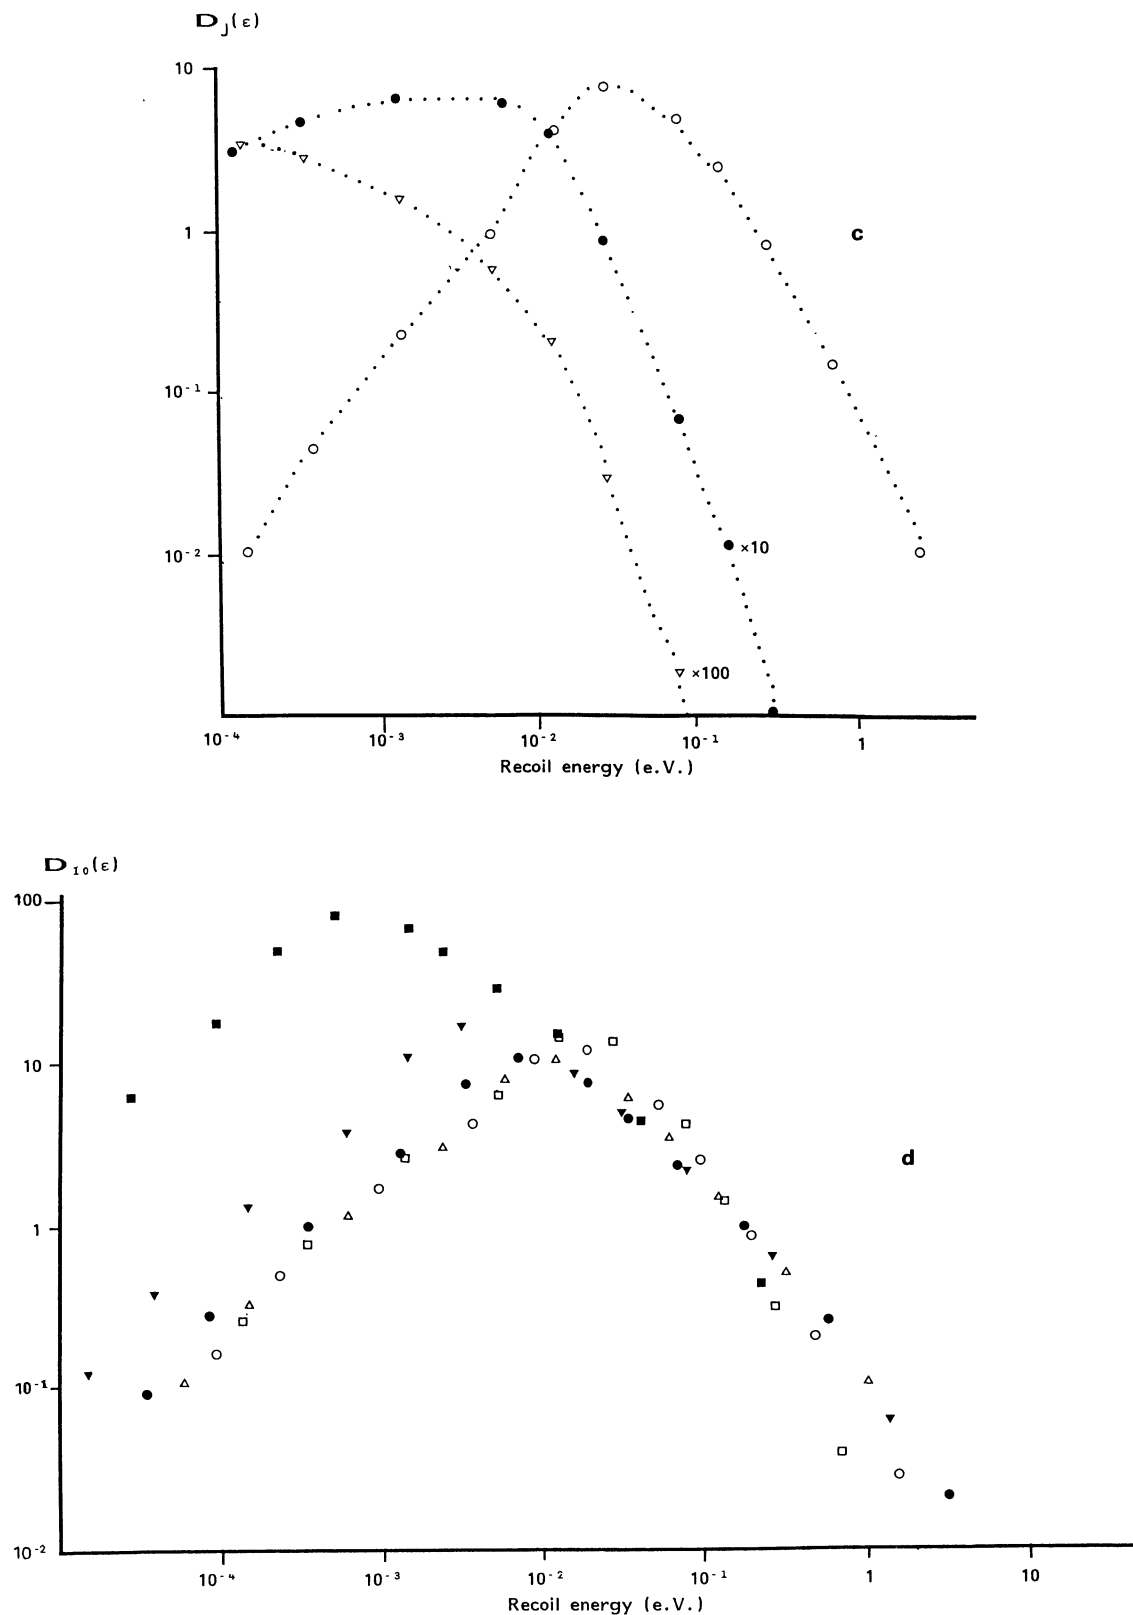 D_J(ε)
10
1
10⁻¹
10⁻²
c
×10
×100
10⁻⁴ 10⁻³ 10⁻² 10⁻¹ 1
Recoil energy (e.V.)
D₁₀(ε)
100
10
1
10⁻¹
10⁻²
d
10⁻⁴ 10⁻³ 10⁻² 10⁻¹ 1 10
Recoil energy (e.V.)